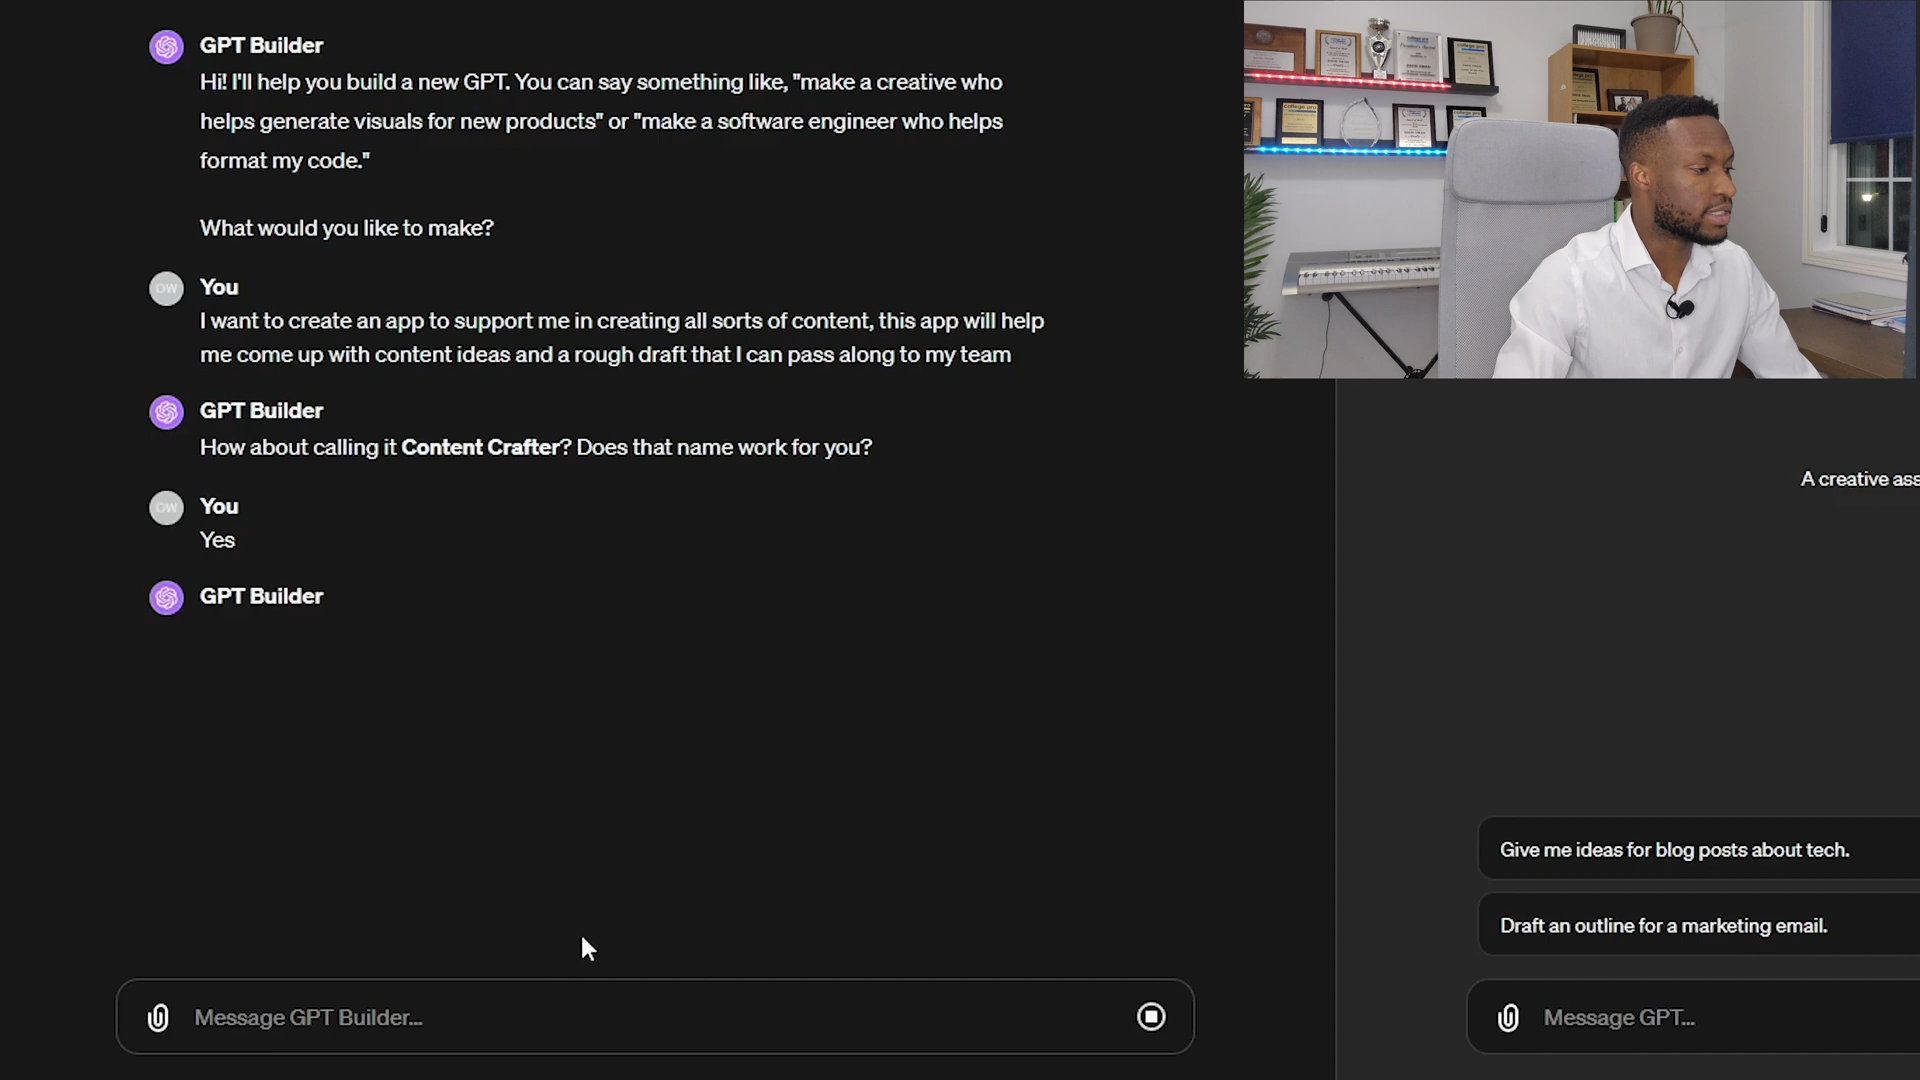 GPT Builder
Hi! I'll help you build a new GPT. You can say something like, "make a creative who
helps generate visuals for new products" or "make a software engineer who helps
format my code."
What would you like to make?
OW
You
I want to create an app to support me in creating all sorts of content, this app will help
me come up with content ideas and a rough draft that I can pass along to my team
GPT Builder
How about calling it Content Crafter? Does that name work for you?
OW
You
Yes
GPT Builder
Message GPT Builder...
A creative ass
Give me ideas for blog posts about tech.
Draft an outline for a marketing email.
Message GPT...